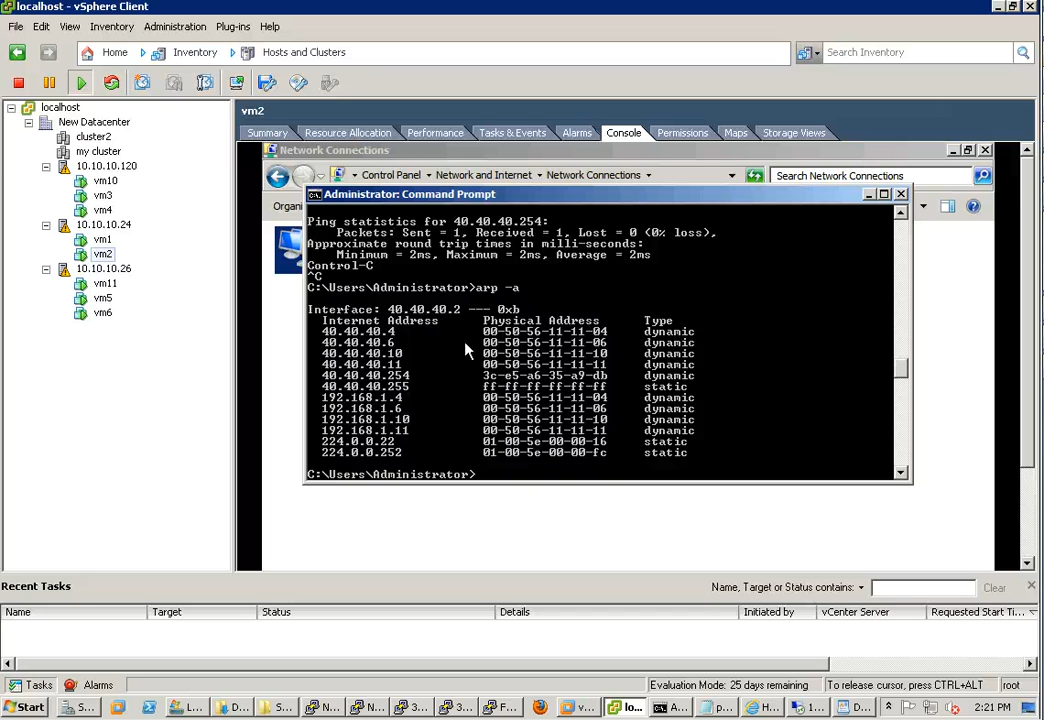 localhost - vSphere Client
File Edit View Inventory Administration Plug-ins Help
Home Inventory Hosts and Clusters Search Inventory
localhost
New Datacenter
cluster2
my cluster
10.10.10.120
vm10
vm3
vm4
10.10.10.24
vm1
vm2
10.10.10.26
vm11
vm5
vm6
vm2
Summary Resource Allocation Performance Tasks & Events Alarms Console Permissions Maps Storage Views
Network Connections
Control Panel Network and Internet Network Connections Search Network Connections
Organi
Administrator: Command Prompt
Ping statistics for 40.40.40.254:
Packets: Sent = 1, Received = 1, Lost = 0 (0% loss),
Approximate round trip times in milli-seconds:
Minimum = 2ms, Maximum = 2ms, Average = 2ms
Control-C
^C
C:\Users\Administrator>arp -a
Interface: 40.40.40.2 --- 0xb
Internet Address Physical Address Type
40.40.40.4 00-50-56-11-11-04 dynamic
40.40.40.6 00-50-56-11-11-06 dynamic
40.40.40.10 00-50-56-11-11-10 dynamic
40.40.40.11 00-50-56-11-11-11 dynamic
40.40.40.254 3c-e5-a6-35-a9-db dynamic
40.40.40.255 ff-ff-ff-ff-ff-ff static
192.168.1.4 00-50-56-11-11-04 dynamic
192.168.1.6 00-50-56-11-11-06 dynamic
192.168.1.10 00-50-56-11-11-10 dynamic
192.168.1.11 00-50-56-11-11-11 dynamic
224.0.0.22 01-00-5e-00-00-16 static
224.0.0.252 01-00-5e-00-00-fc static
C:\Users\Administrator>
Recent Tasks Name, Target or Status contains: Clear
Name Target Status Details Initiated by vCenter Server Requested Start Ti...
Tasks Alarms Evaluation Mode: 25 days remaining To release cursor, press CTRL+ALT root
Start S... L... D... S... N... N... 3... 3... F... v... lo... A... p... H... 1... D... 2:21 PM